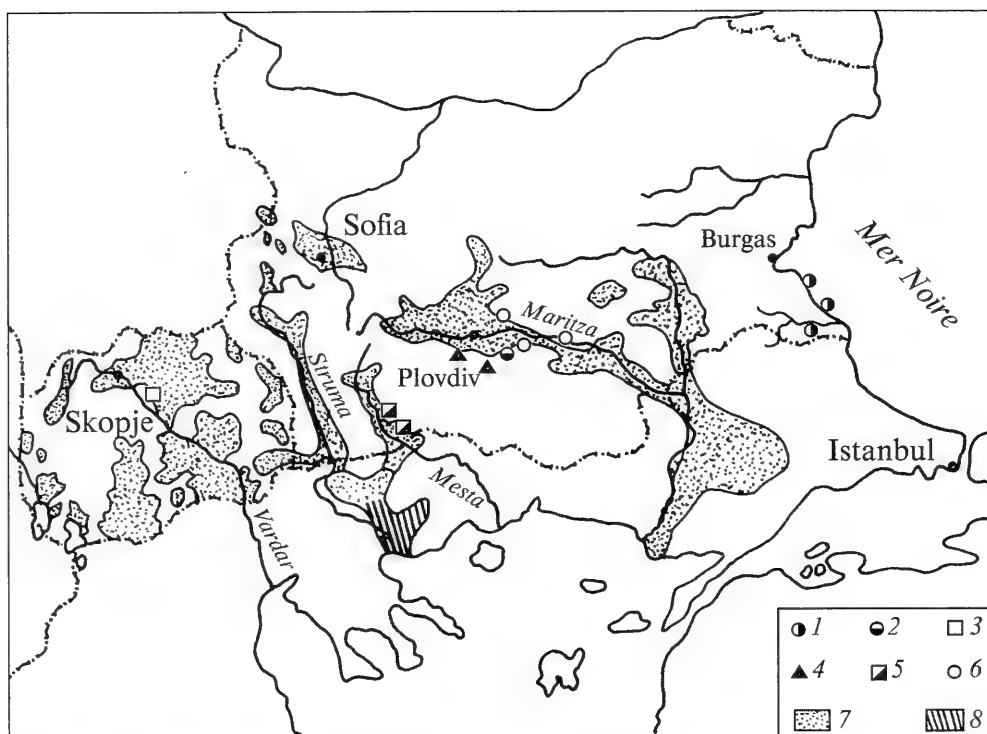 Sofia
Burgas
Mer Noire
Maritza
Struma
Plovdiv
Skopje
Istanbul
Mesta
Vardar
1 2 3
4 5 6
7 8